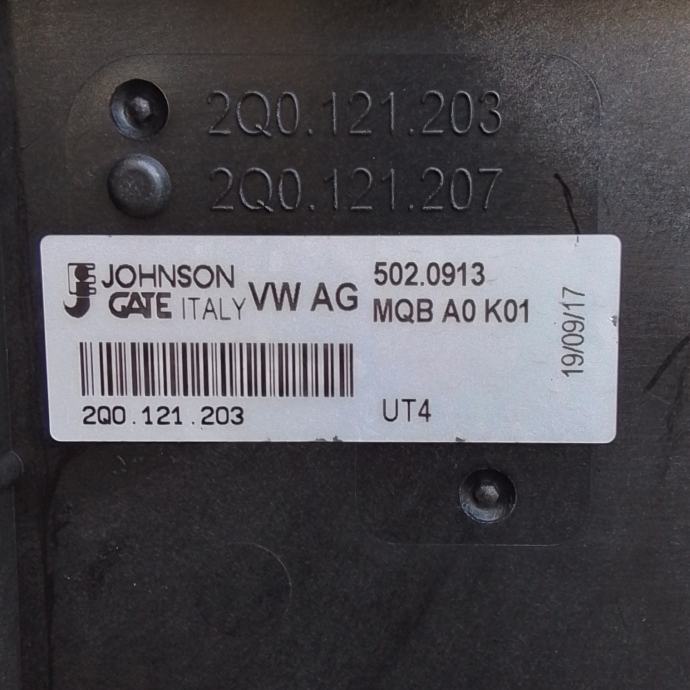 2Q0.121.203
2Q0.121.207
JOHNSON
GATE ITALY
VW AG
502.0913
MQB A0 K01
19/09/17
2Q0.121.203
UT4